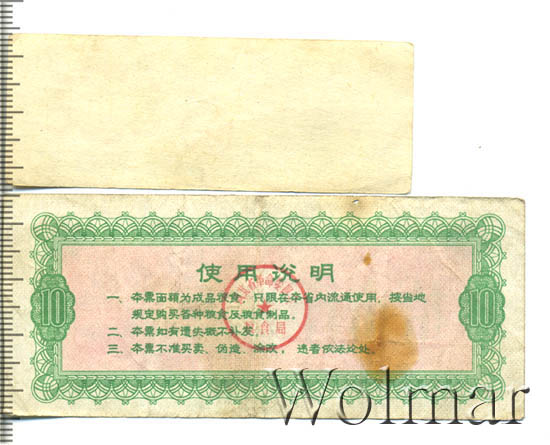 使用说明
10
10
一、本票面额为成品粮食，只限在本省内流通使用，按当地
规定购买各种粮食及粮食制品。
二、本票如有遗失概不补发。
三、本票不准买卖、伪造、涂改，违者依法论处。
粮食局
Wolmar